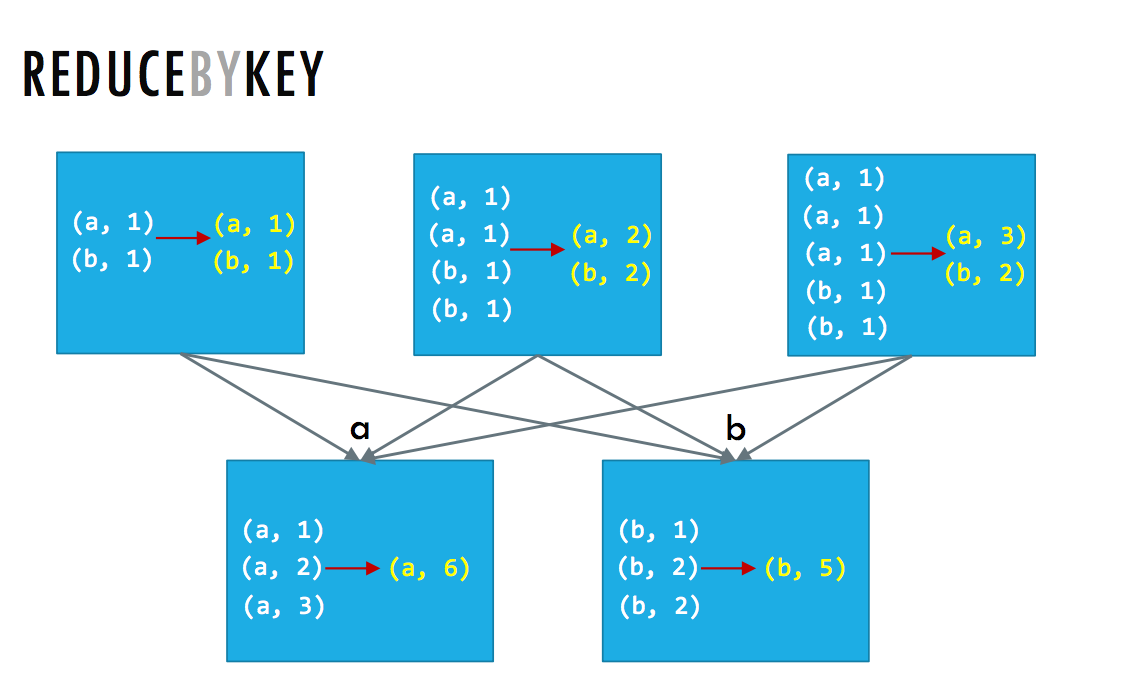 REDUCEBYKEY
(a, 1)
(b, 1)
(a, 1)
(b, 1)
(a, 1)
(a, 1)
(b, 1)
(b, 1)
(a, 2)
(b, 2)
(a, 1)
(a, 1)
(a, 1)
(b, 1)
(b, 1)
(a, 3)
(b, 2)
a
b
(a, 1)
(a, 2)
(a, 3)
(a, 6)
(b, 1)
(b, 2)
(b, 2)
(b, 5)